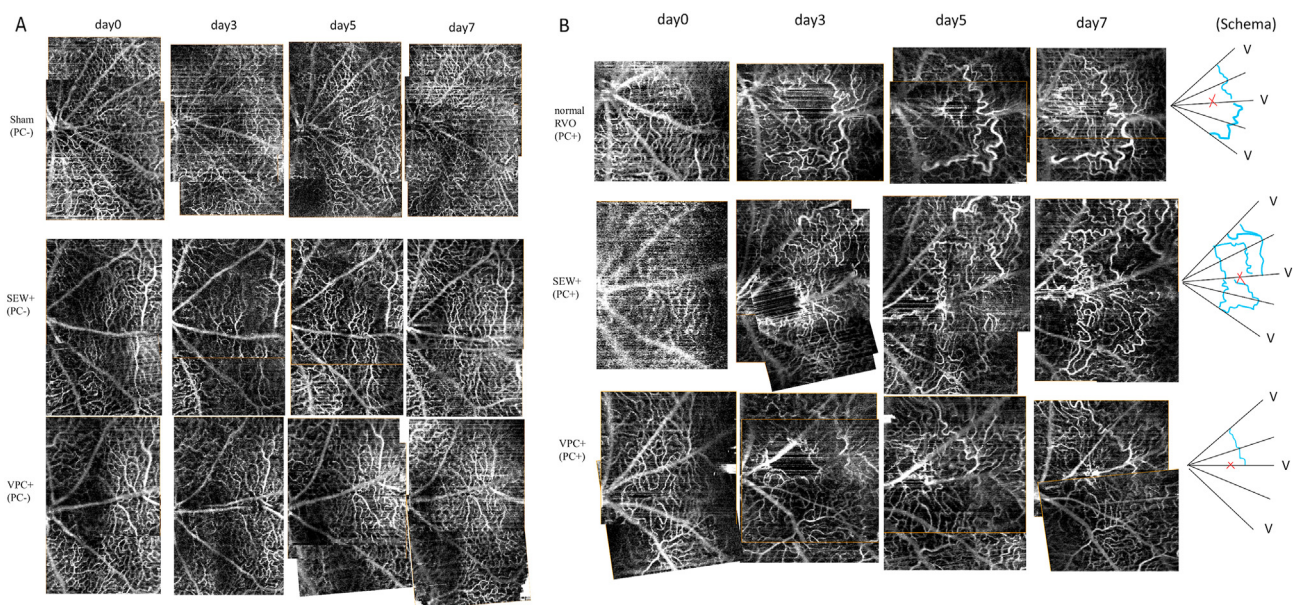 A
day0 day3 day5 day7
Sham
(PC-)
SEW+
(PC-)
VPC+
(PC-)
B
day0 day3 day5 day7 (Schema)
normal
RVO
(PC+)
V
V
V
SEW+
(PC+)
V
V
V
VPC+
(PC+)
V
V
V